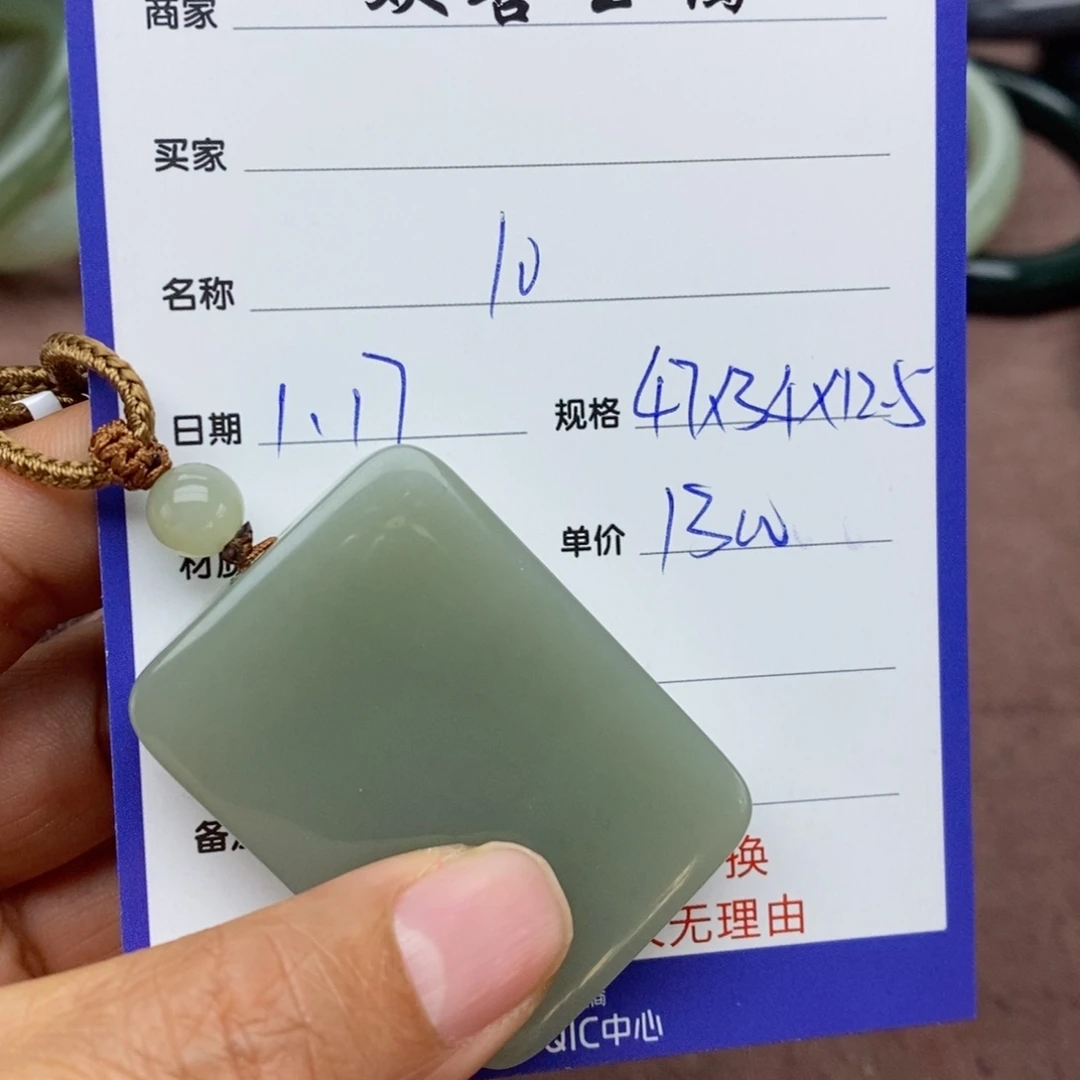 商家
买家
名称 10
日期 1.17 规格 47x34x12.5
单价 1300
换
无理由
QIC中心